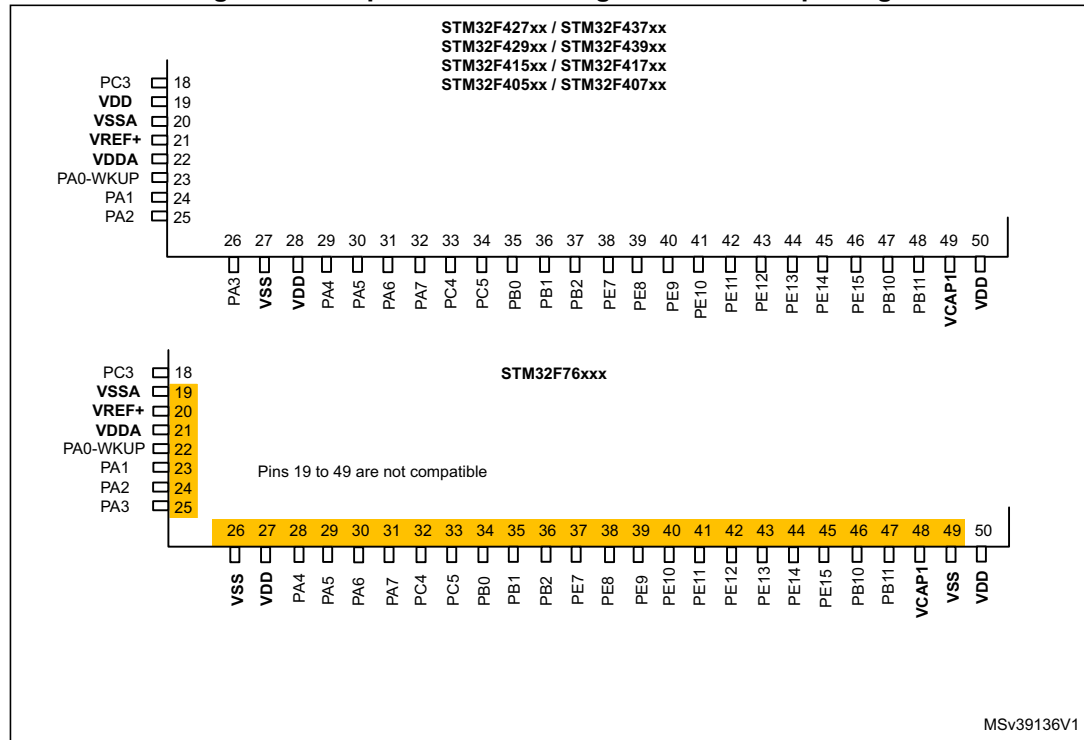 STM32F427xx / STM32F437xx
STM32F429xx / STM32F439xx
STM32F415xx / STM32F417xx
STM32F405xx / STM32F407xx
PC3 18
VDD 19
VSSA 20
VREF+ 21
VDDA 22
PA0-WKUP 23
PA1 24
PA2 25
26 27 28 29 30 31 32 33 34 35 36 37 38 39 40 41 42 43 44 45 46 47 48 49 50
PA3 VSS VDD PA4 PA5 PA6 PA7 PC4 PC5 PB0 PB1 PB2 PE7 PE8 PE9 PE10 PE11 PE12 PE13 PE14 PE15 PB10 PB11 VCAP1 VDD
STM32F76xxx
PC3 18
VSSA 19
VREF+ 20
VDDA 21
PA0-WKUP 22
PA1 23
PA2 24
PA3 25
Pins 19 to 49 are not compatible
26 27 28 29 30 31 32 33 34 35 36 37 38 39 40 41 42 43 44 45 46 47 48 49 50
VSS VDD PA4 PA5 PA6 PA7 PC4 PC5 PB0 PB1 PB2 PE7 PE8 PE9 PE10 PE11 PE12 PE13 PE14 PE15 PB10 PB11 VCAP1 VSS VDD
MSv39136V1